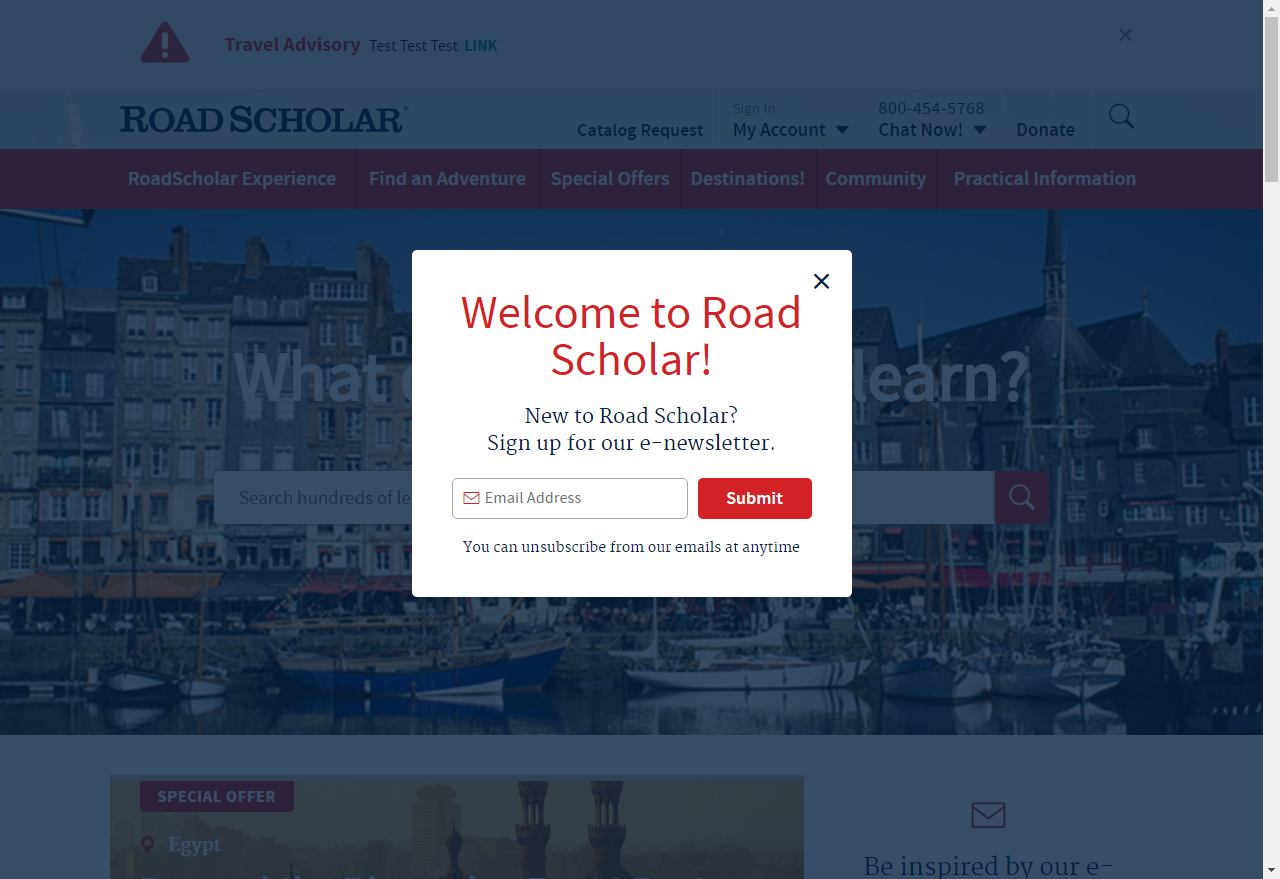 Travel Advisory Test Test Test LINK
ROAD SCHOLAR®
Catalog Request
Sign In
My Account
800-454-5768
Chat Now!
Donate
RoadScholar Experience
Find an Adventure
Special Offers
Destinations!
Community
Practical Information
What
learn?
Search hundreds of le
Welcome to Road
Scholar!
New to Road Scholar?
Sign up for our e-newsletter.
Email Address
Submit
You can unsubscribe from our emails at anytime
SPECIAL OFFER
Egypt
Be inspired by our e-